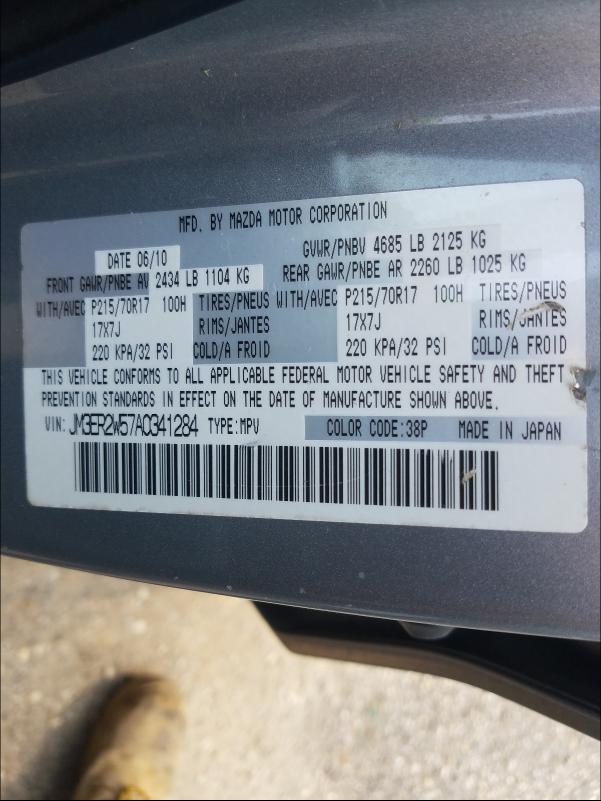 MFD. BY MAZDA MOTOR CORPORATION
DATE 06/10 GVWR/PNBV 4685 LB 2125 KG
FRONT GAWR/PNBE AV 2434 LB 1104 KG REAR GAWR/PNBE AR 2260 LB 1025 KG
WITH/AVEC P215/70R17 100H TIRES/PNEUS WITH/AVEC P215/70R17 100H TIRES/PNEUS
17X7J RIMS/JANTES 17X7J RIMS/JANTES
220 KPA/32 PSI COLD/A FROID 220 KPA/32 PSI COLD/A FROID
THIS VEHICLE CONFORMS TO ALL APPLICABLE FEDERAL MOTOR VEHICLE SAFETY AND THEFT
PREVENTION STANDARDS IN EFFECT ON THE DATE OF MANUFACTURE SHOWN ABOVE.
VIN: JM3ER2W57A0341284 TYPE:MPV COLOR CODE:38P MADE IN JAPAN